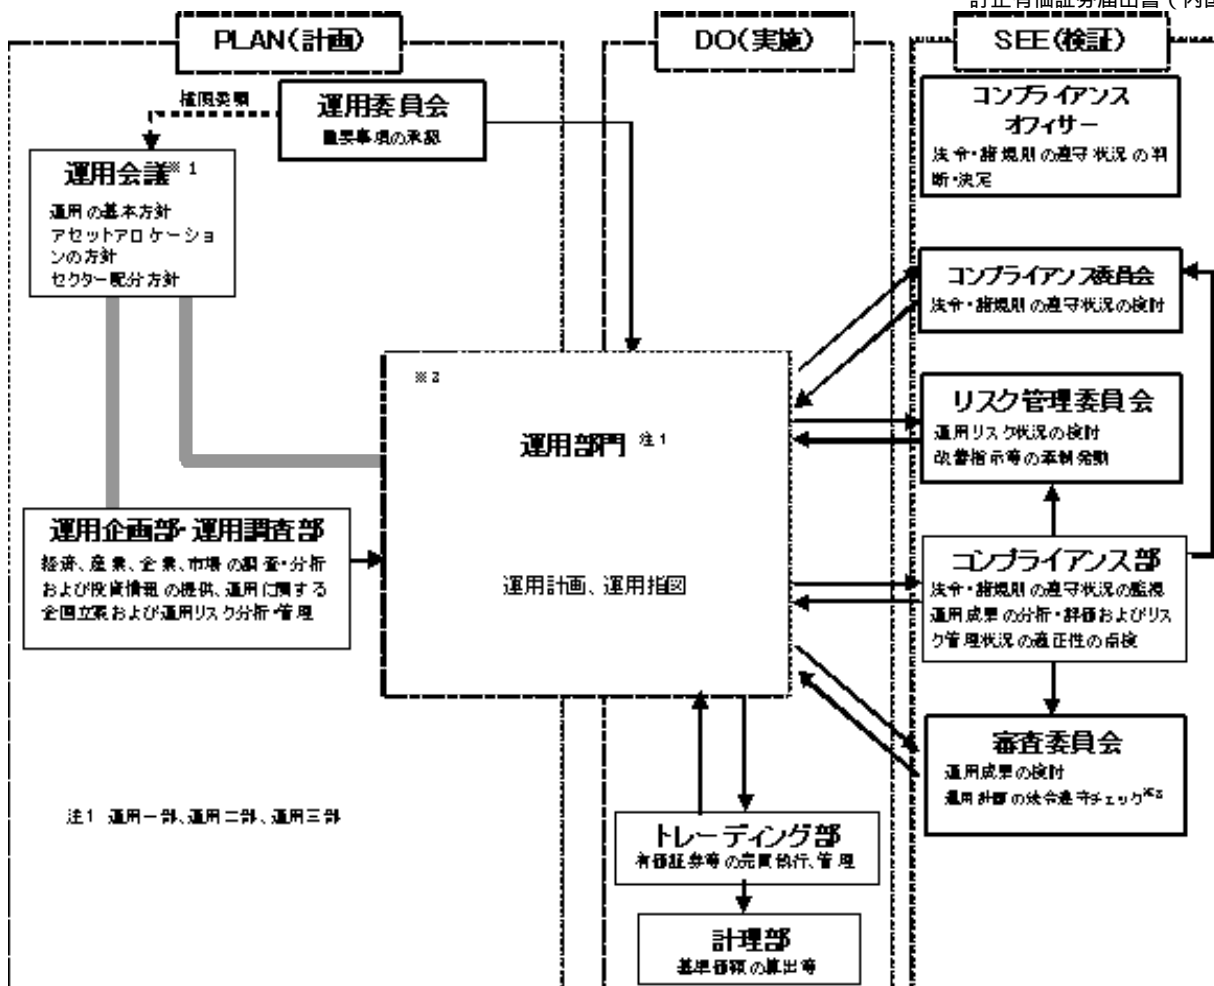 訂正有価証券届出書（内国
PLAN(計画)
DO(実施)
SEE(検証)
権限委譲
運用委員会
重要事項の承認
運用会議※1
運用の基本方針
アセットアロケーショ
ンの方針
セクター配分方針
コンプライアンス
オフィサー
法令・諸規則の遵守状況の判
断・決定
コンプライアンス委員会
法令・諸規則の遵守状況の検討
※2
運用部門 注1
運用計画、運用指図
リスク管理委員会
運用リスク状況の検討
改善指示等の牽制発動
運用企画部・運用調査部
経済、産業、企業、市場の調査・分析
および投資情報の提供、運用に関する
企画立案および運用リスク分析・管理
コンプライアンス部
法令・諸規則の遵守状況の監視
運用成果の分析・評価およびリス
ク管理状況の適正性の点検
審査委員会
運用成果の検討
運用計画の法令遵守チェック
注1 運用一部、運用二部、運用三部
トレーディング部
有価証券等の売買執行、管理
計理部
基準価額の算出等